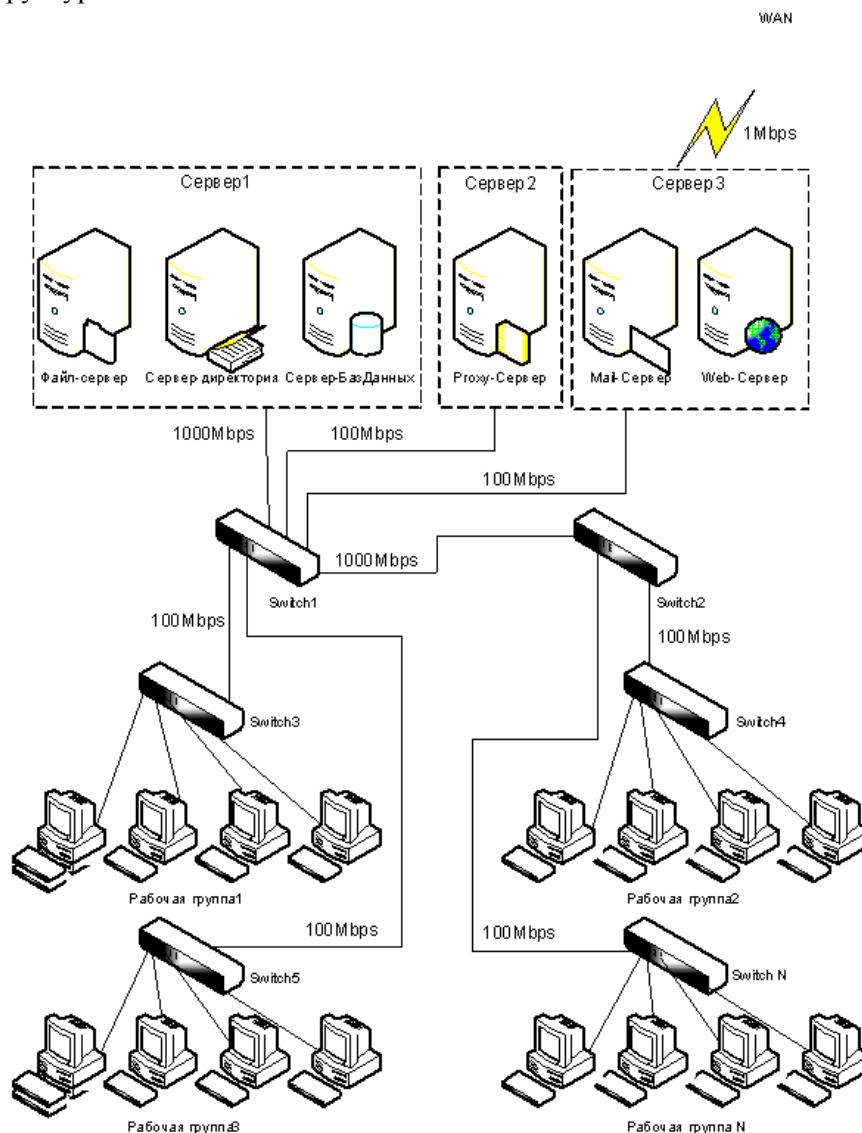 WAN
1Mbps
Сервер1
Сервер2
Сервер3
Файл-сервер
Сервер-директория
Сервер-БазДанных
Proxy-Сервер
Mail-Сервер
Web-Сервер
1000Mbps
100Mbps
100Mbps
1000Mbps
Switch1
Switch2
100Mbps
100Mbps
Switch3
Switch4
Рабочая группа1
Рабочая группа2
100Mbps
100Mbps
Switch5
Switch N
Рабочая группа3
Рабочая группа N